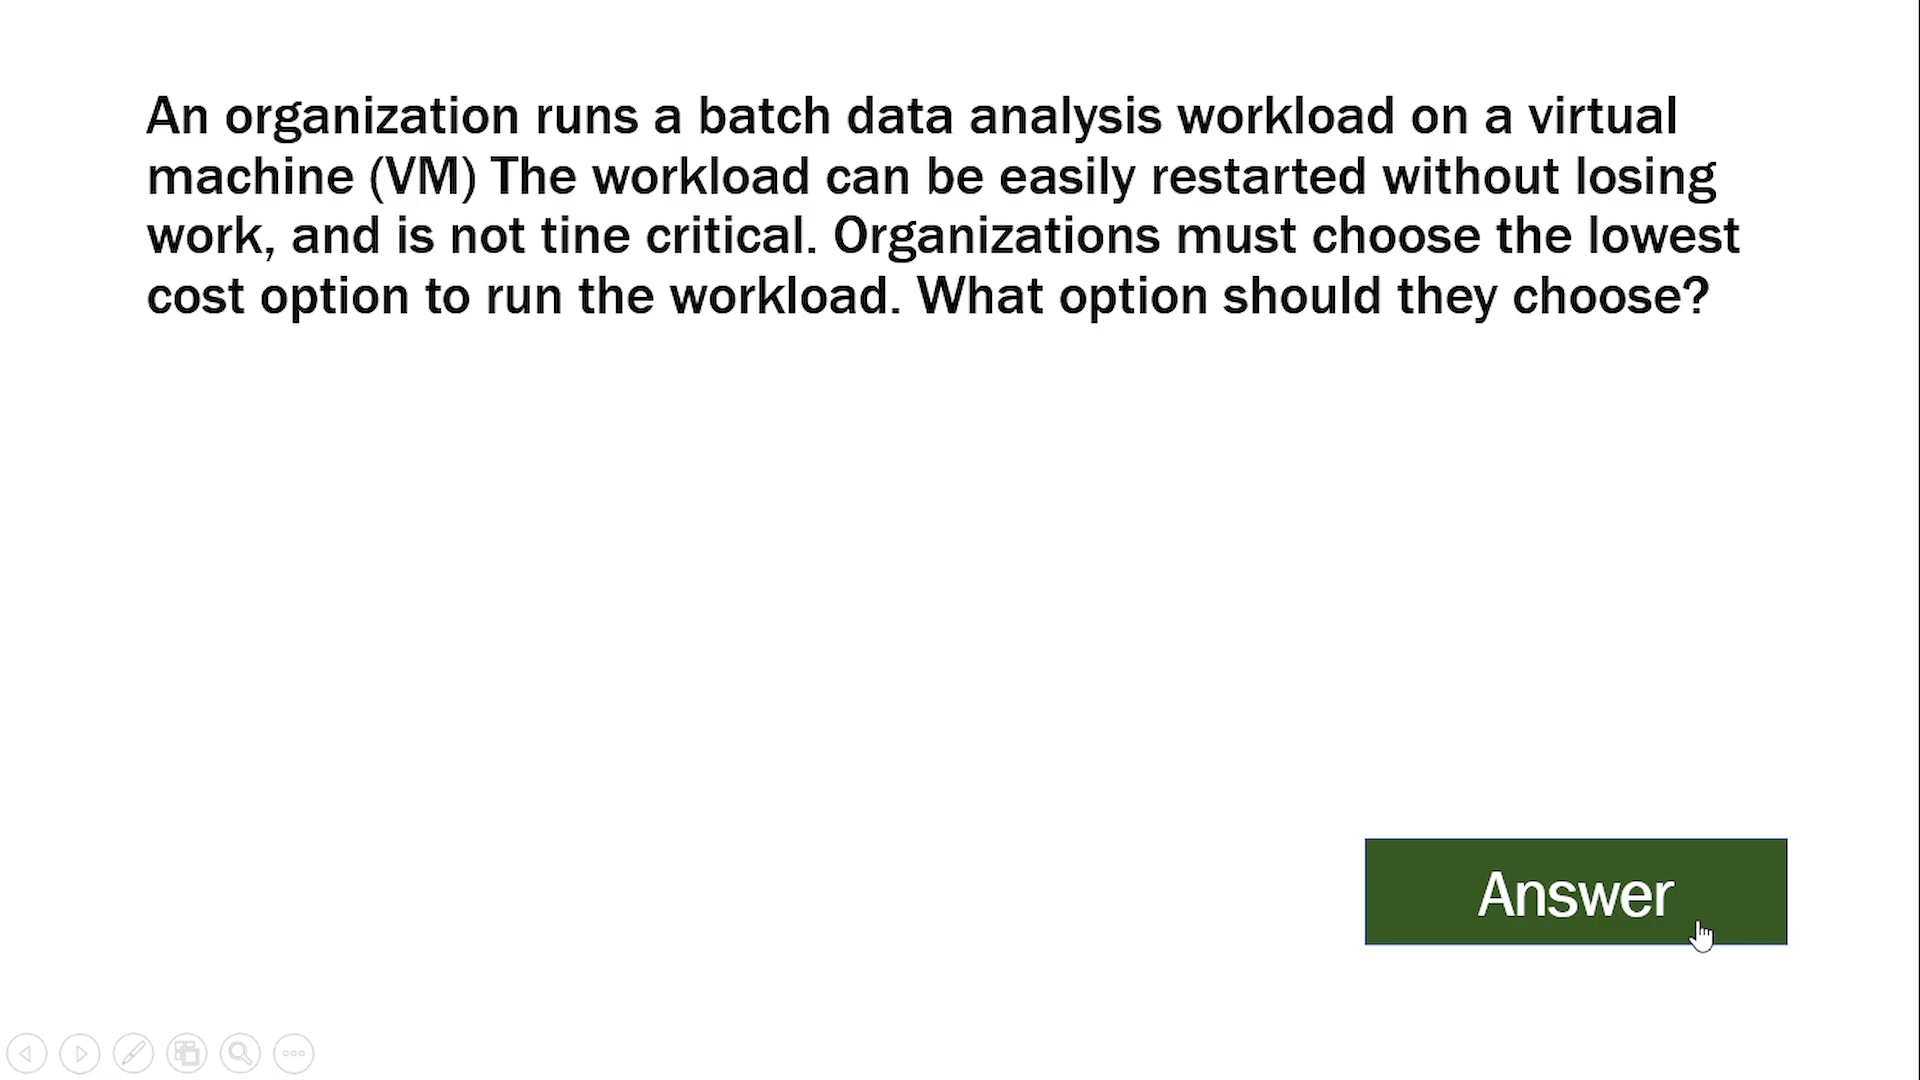 An organization runs a batch data analysis workload on a virtual
machine (VM) The workload can be easily restarted without losing
work, and is not tine critical. Organizations must choose the lowest
cost option to run the workload. What option should they choose?
Answer